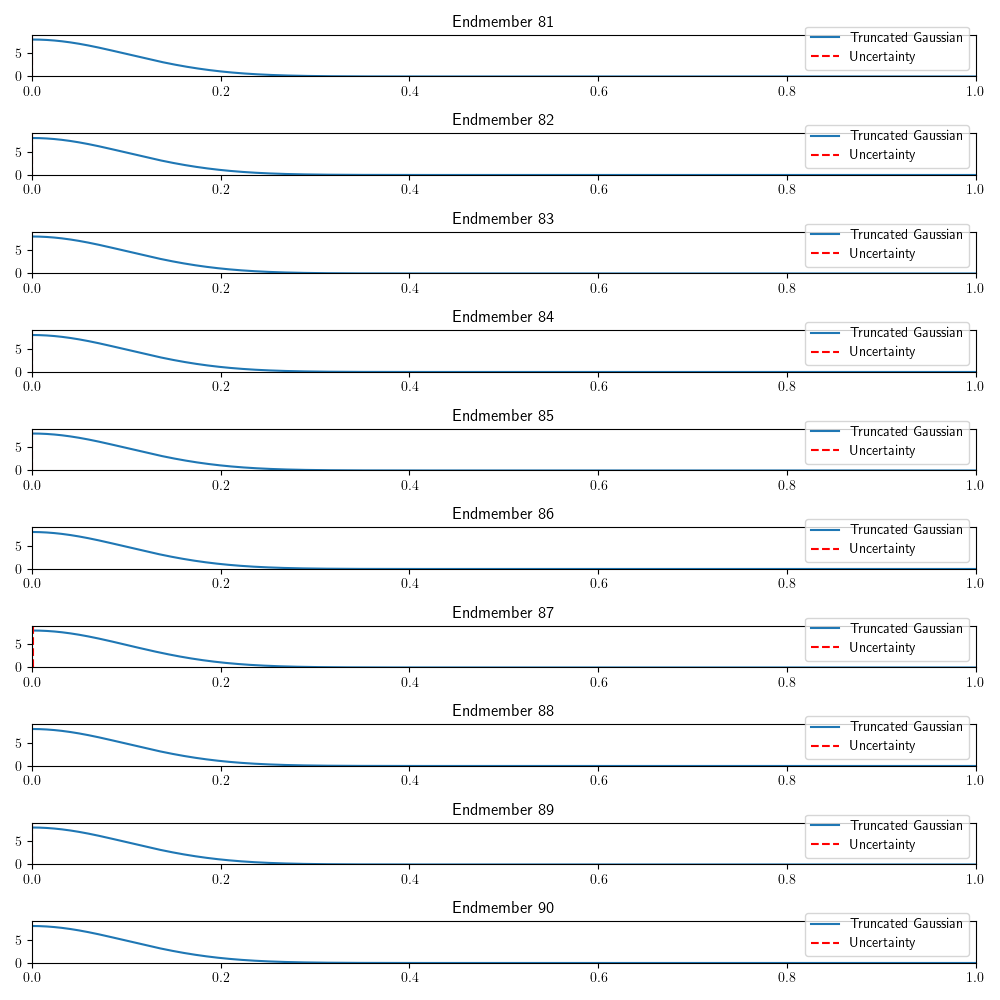 Endmember 81
Truncated Gaussian
Uncertainty
5
0
0.0 0.2 0.4 0.6 0.8 1.0
Endmember 82
Truncated Gaussian
Uncertainty
5
0
0.0 0.2 0.4 0.6 0.8 1.0
Endmember 83
Truncated Gaussian
Uncertainty
5
0
0.0 0.2 0.4 0.6 0.8 1.0
Endmember 84
Truncated Gaussian
Uncertainty
5
0
0.0 0.2 0.4 0.6 0.8 1.0
Endmember 85
Truncated Gaussian
Uncertainty
5
0
0.0 0.2 0.4 0.6 0.8 1.0
Endmember 86
Truncated Gaussian
Uncertainty
5
0
0.0 0.2 0.4 0.6 0.8 1.0
Endmember 87
Truncated Gaussian
Uncertainty
5
0
0.0 0.2 0.4 0.6 0.8 1.0
Endmember 88
Truncated Gaussian
Uncertainty
5
0
0.0 0.2 0.4 0.6 0.8 1.0
Endmember 89
Truncated Gaussian
Uncertainty
5
0
0.0 0.2 0.4 0.6 0.8 1.0
Endmember 90
Truncated Gaussian
Uncertainty
5
0
0.0 0.2 0.4 0.6 0.8 1.0